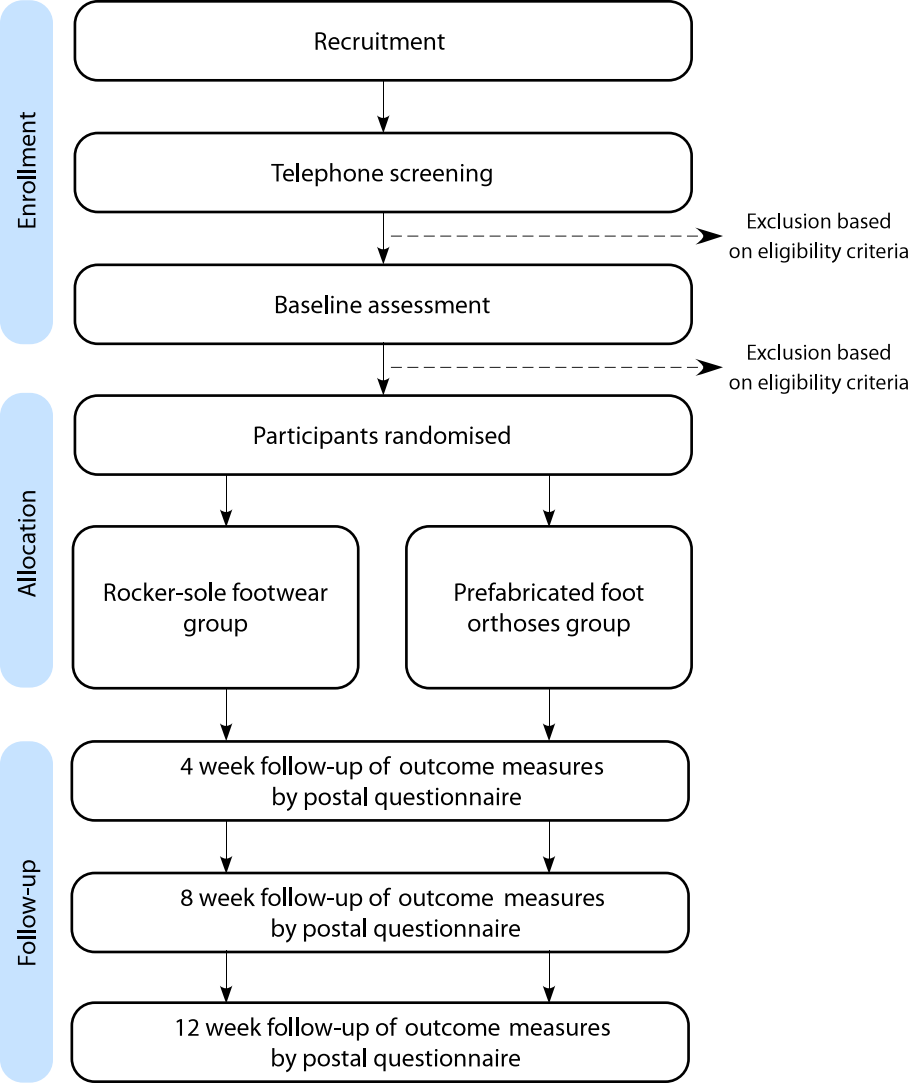 Enrollment
Recruitment
Telephone screening
Exclusion based
on eligibility criteria
Baseline assessment
Exclusion based
on eligibility criteria
Allocation
Participants randomised
Rocker-sole footwear
group
Prefabricated foot
orthoses group
Follow-up
4 week follow-up of outcome measures
by postal questionnaire
8 week follow-up of outcome measures
by postal questionnaire
12 week follow-up of outcome measures
by postal questionnaire